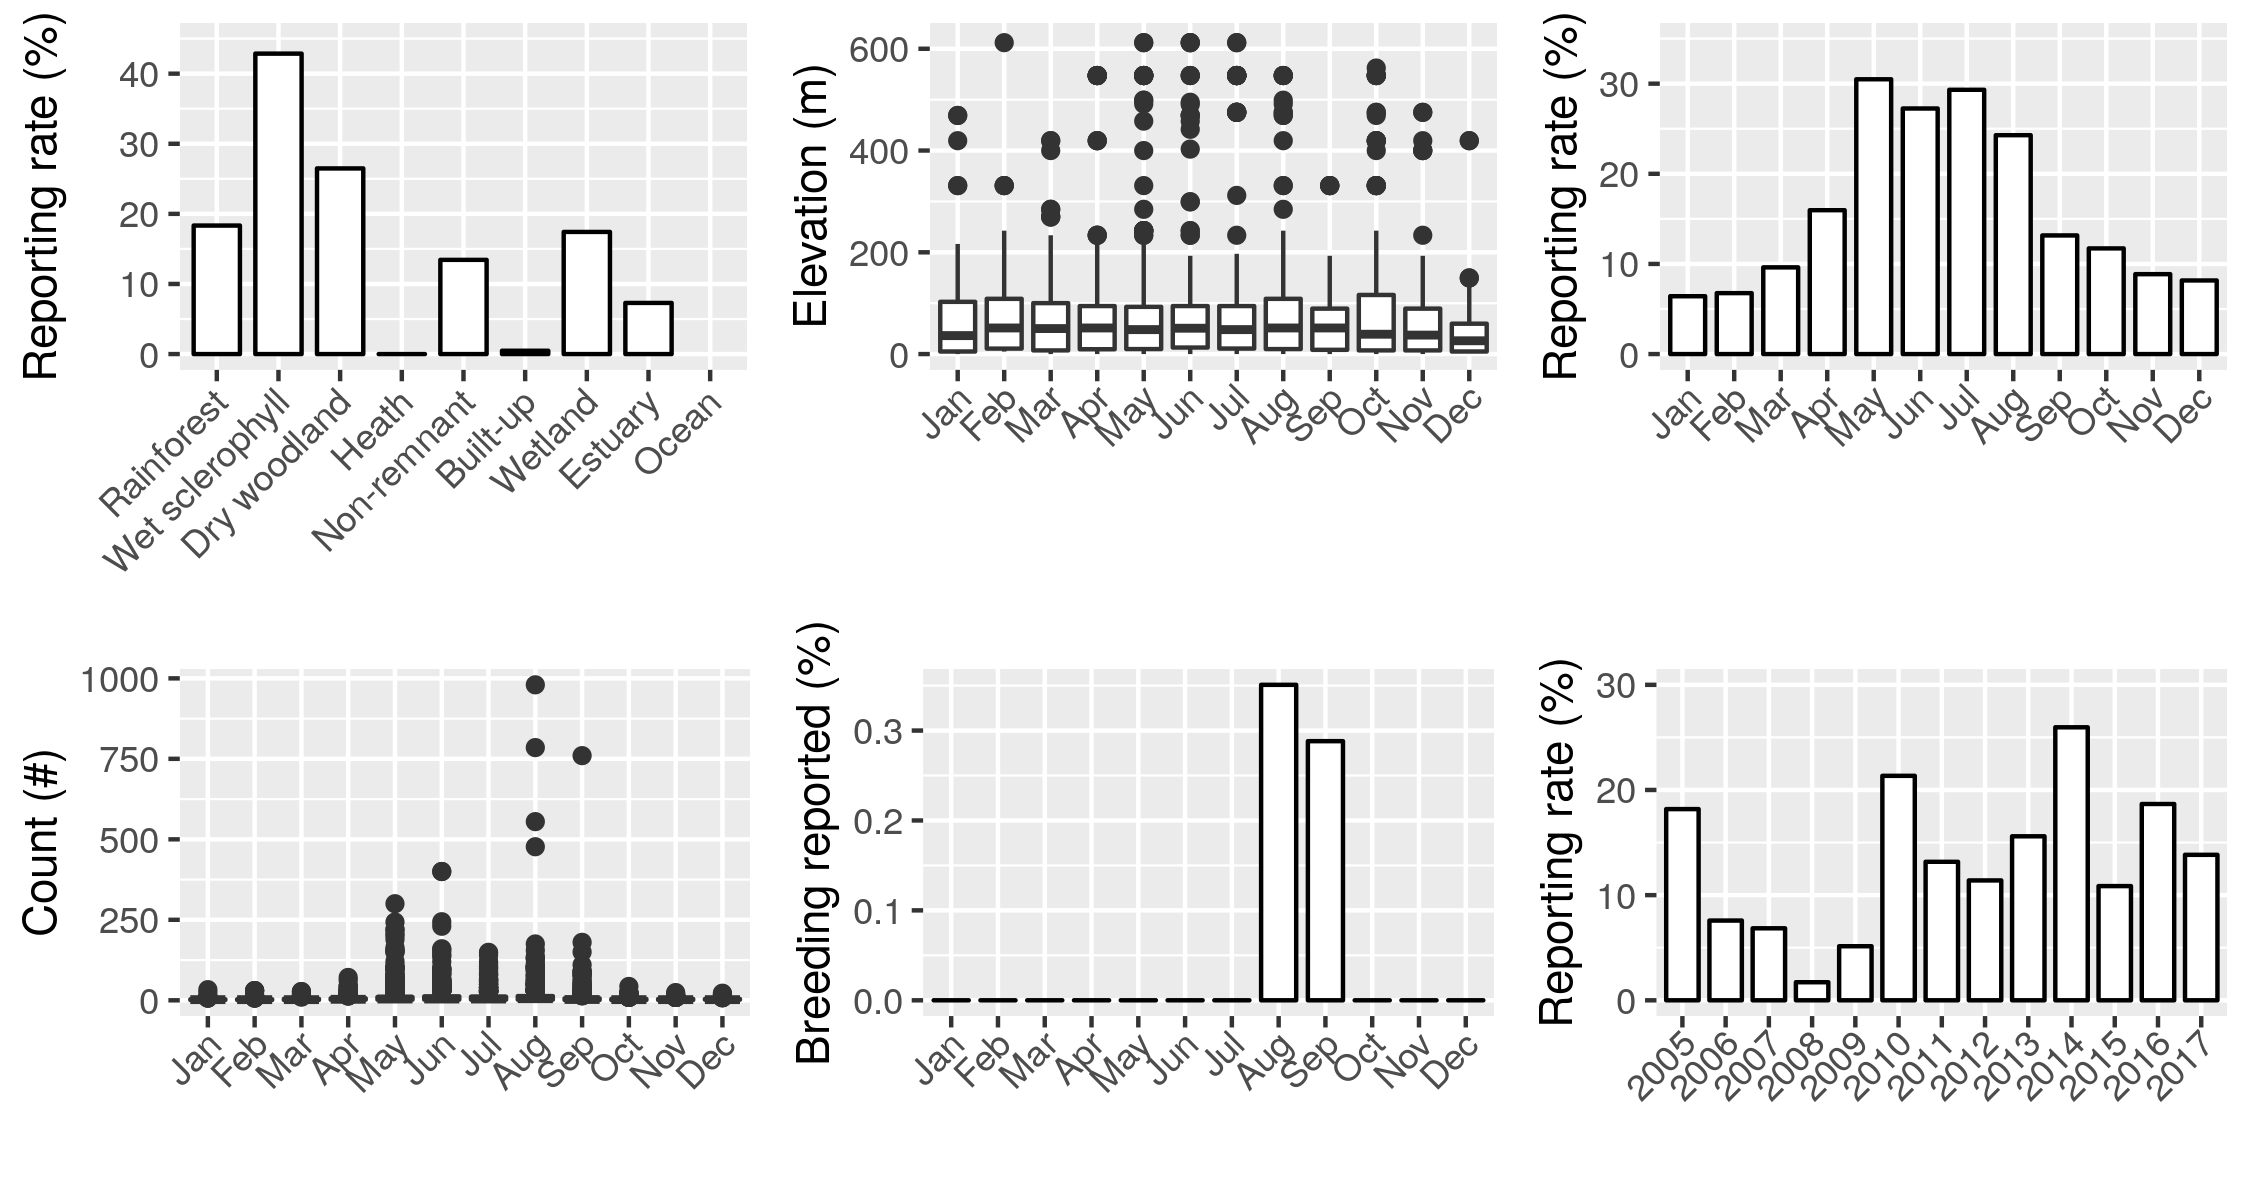 Reporting rate (%)
40
30
20
10
0
Rainforest
Wet sclerophyll
Dry woodland
Heath
Non-remnant
Built-up
Wetland
Estuary
Ocean
Elevation (m)
600
400
200
0
Jan
Feb
Mar
Apr
May
Jun
Jul
Aug
Sep
Oct
Nov
Dec
Reporting rate (%)
30
20
10
0
Jan
Feb
Mar
Apr
May
Jun
Jul
Aug
Sep
Oct
Nov
Dec
Count (#)
1000
750
500
250
0
Jan
Feb
Mar
Apr
May
Jun
Jul
Aug
Sep
Oct
Nov
Dec
Breeding reported (%)
0.3
0.2
0.1
0.0
Jan
Feb
Mar
Apr
May
Jun
Jul
Aug
Sep
Oct
Nov
Dec
Reporting rate (%)
30
20
10
0
2005
2006
2007
2008
2009
2010
2011
2012
2013
2014
2015
2016
2017